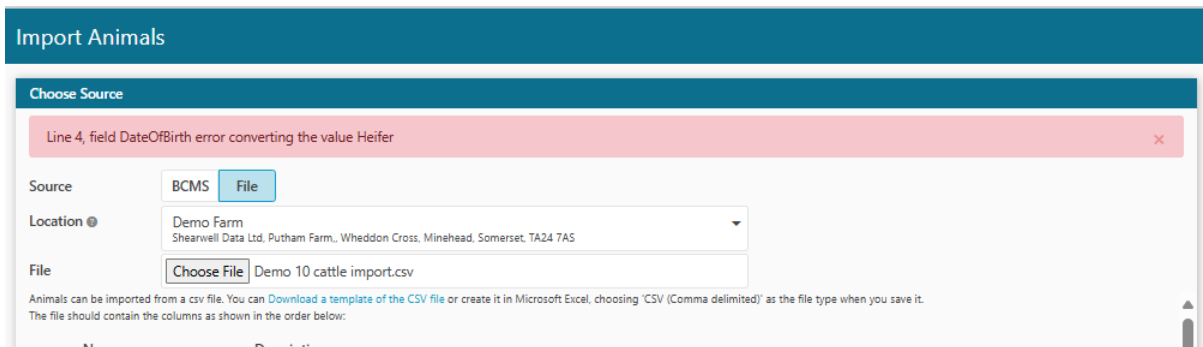 Import Animals
Choose Source
Line 4, field DateOfBirth error converting the value Heifer ×
Source BCMS File
Location ?
Demo Farm
Shearwell Data Ltd, Putham Farm,, Wheddon Cross, Minehead, Somerset, TA24 7AS
File Choose File Demo 10 cattle import.csv
Animals can be imported from a csv file. You can Download a template of the CSV file or create it in Microsoft Excel, choosing 'CSV (Comma delimited)' as the file type when you save it.
The file should contain the columns as shown in the order below: